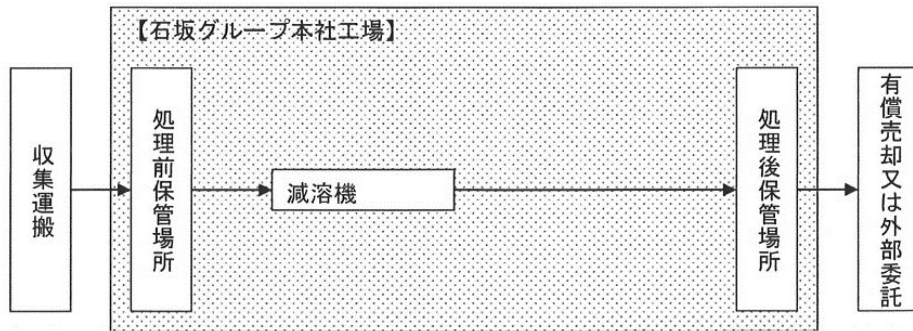 【石坂グループ本社工場】
収集運搬
処理前保管場所
減溶機
処理後保管場所
有償売却又は外部委託